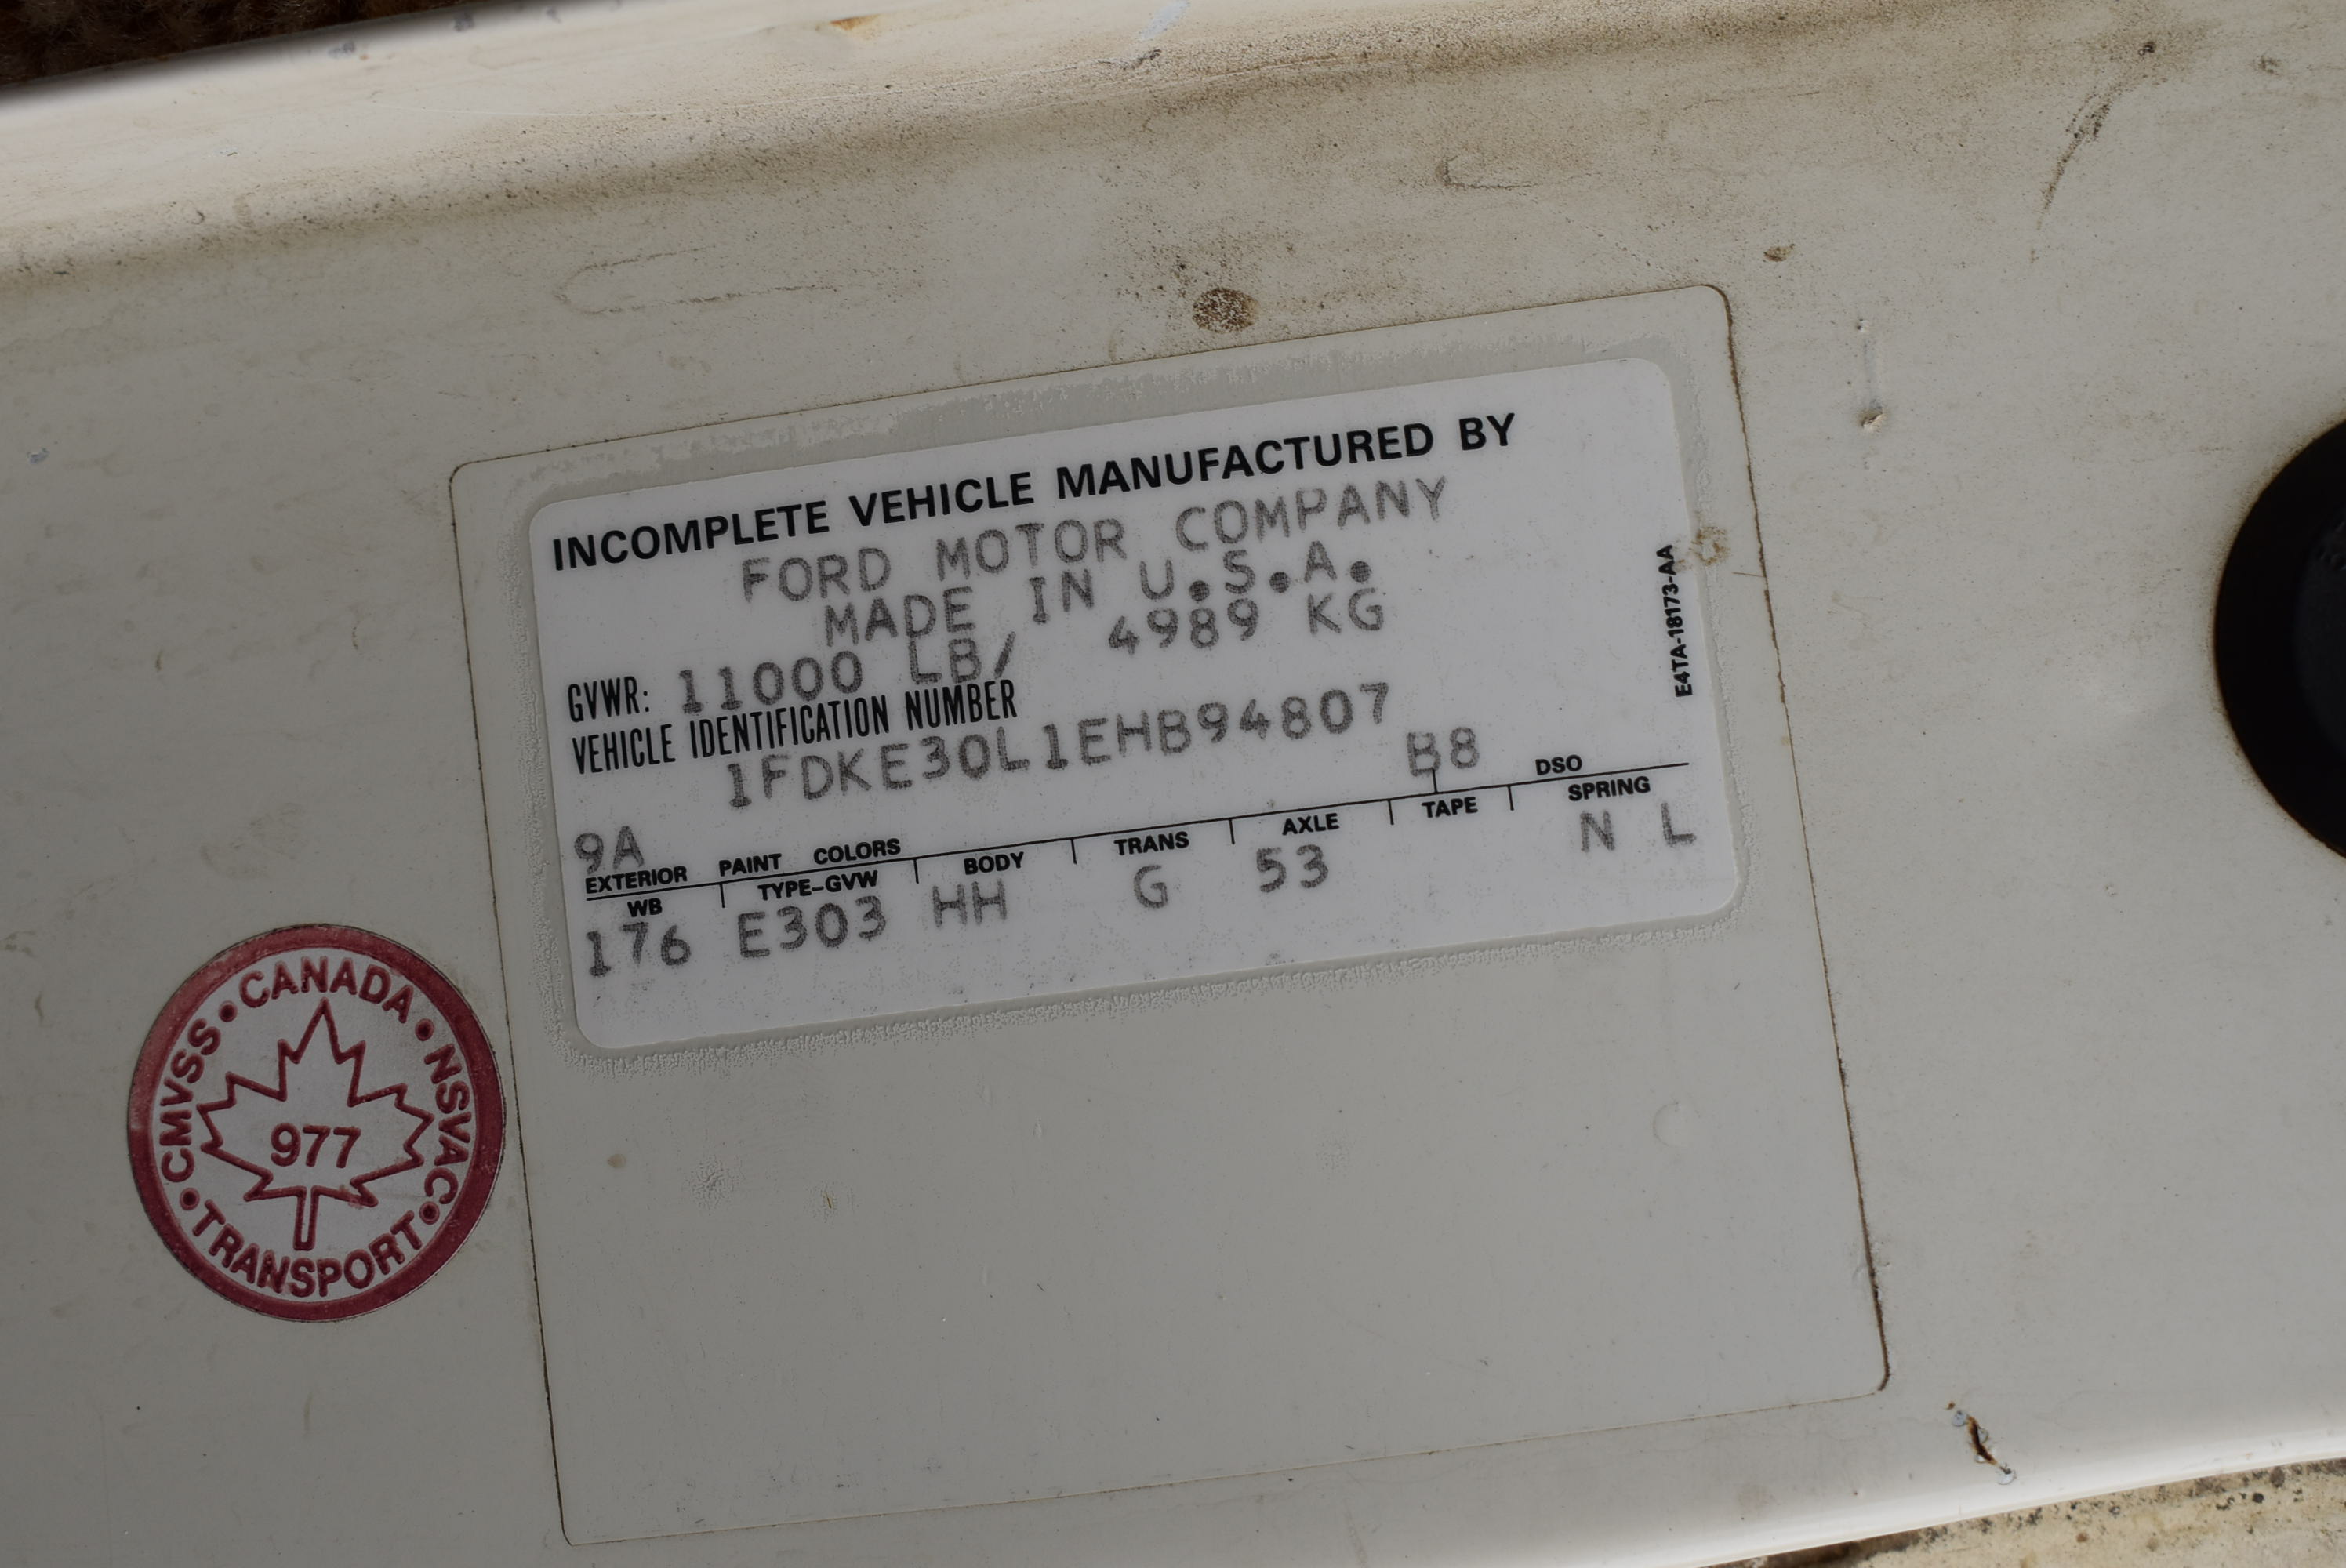 INCOMPLETE VEHICLE MANUFACTURED BY
FORD MOTOR COMPANY
MADE IN U.S.A.
GVWR: 11000 LB/ 4989 KG
VEHICLE IDENTIFICATION NUMBER
1FDKE30L1EHB94807
9A B8
EXTERIOR PAINT COLORS DSO
WB TYPE-GVW BODY TRANS AXLE TAPE SPRING
176 E303 HH G 53 N L
E4TA-18173-AA
CANADA • NSVAC • TRANSPORT • CMVSS •
977